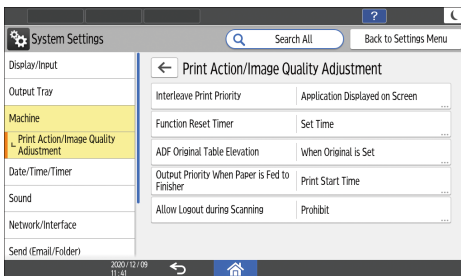 ?
System Settings
Search All
Back to Settings Menu
Display/Input
Output Tray
Machine
Print Action/Image Quality
Adjustment
Date/Time/Timer
Sound
Network/Interface
Send (Email/Folder)
Print Action/Image Quality Adjustment
Interleave Print Priority
Application Displayed on Screen
Function Reset Timer
Set Time
ADF Original Table Elevation
When Original is Set
Output Priority When Paper is Fed to
Finisher
Print Start Time
Allow Logout during Scanning
Prohibit
2020/12/09
11:41